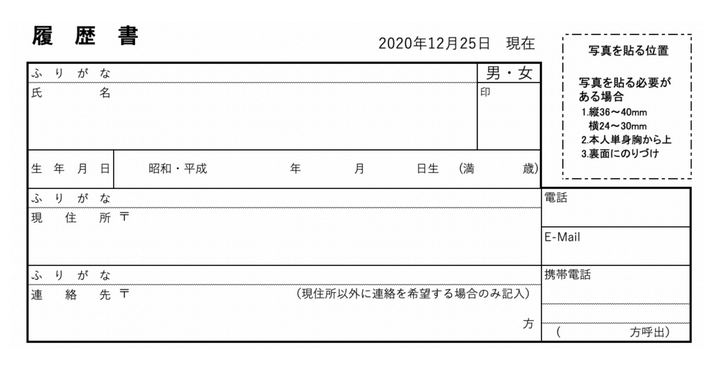 履 歴 書
2020年12月25日 現在
写真を貼る位置
写真を貼る必要が
ある場合
1.縦36～40mm
横24～30mm
2.本人単身胸から上
3.裏面にのりづけ
ふ り が な
男・女
氏 名
印
生 年 月 日
昭和・平成 年 月 日生 (満 歳)
ふ り が な
電話
現 住 所 〒
E-Mail
ふ り が な
携帯電話
連 絡 先 〒 (現住所以外に連絡を希望する場合のみ記入)
方
( 方呼出)